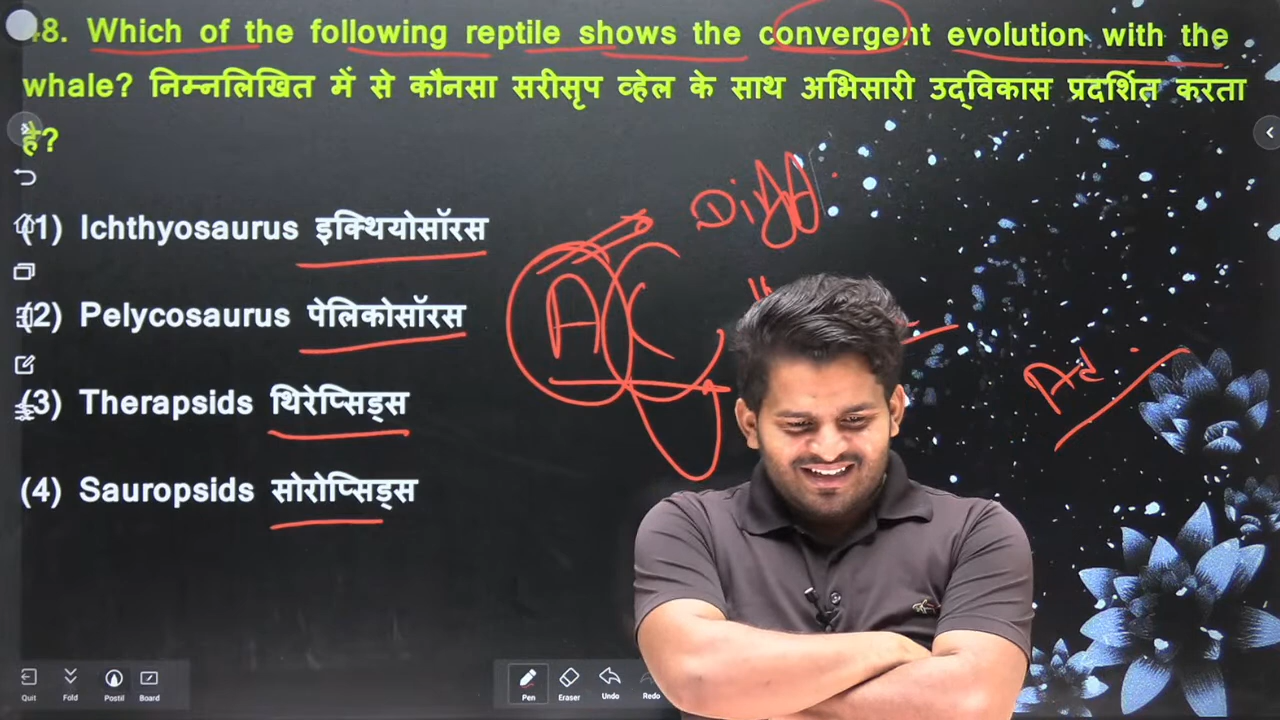 48. Which of the following reptile shows the convergent evolution with the
whale? निम्नलिखित में से कौनसा सरीसृप व्हेल के साथ अभिसारी उद्विकास प्रदर्शित करता
है?
Diff.
(1) Ichthyosaurus इक्थियोसॉरस
A C
(2) Pelycosaurus पेलिकोसॉरस
Ad.
(3) Therapsids थिरेप्सिड्स
(4) Sauropsids सोरोप्सिड्स
Quit Fold Postil Board Pen Eraser Undo Redo